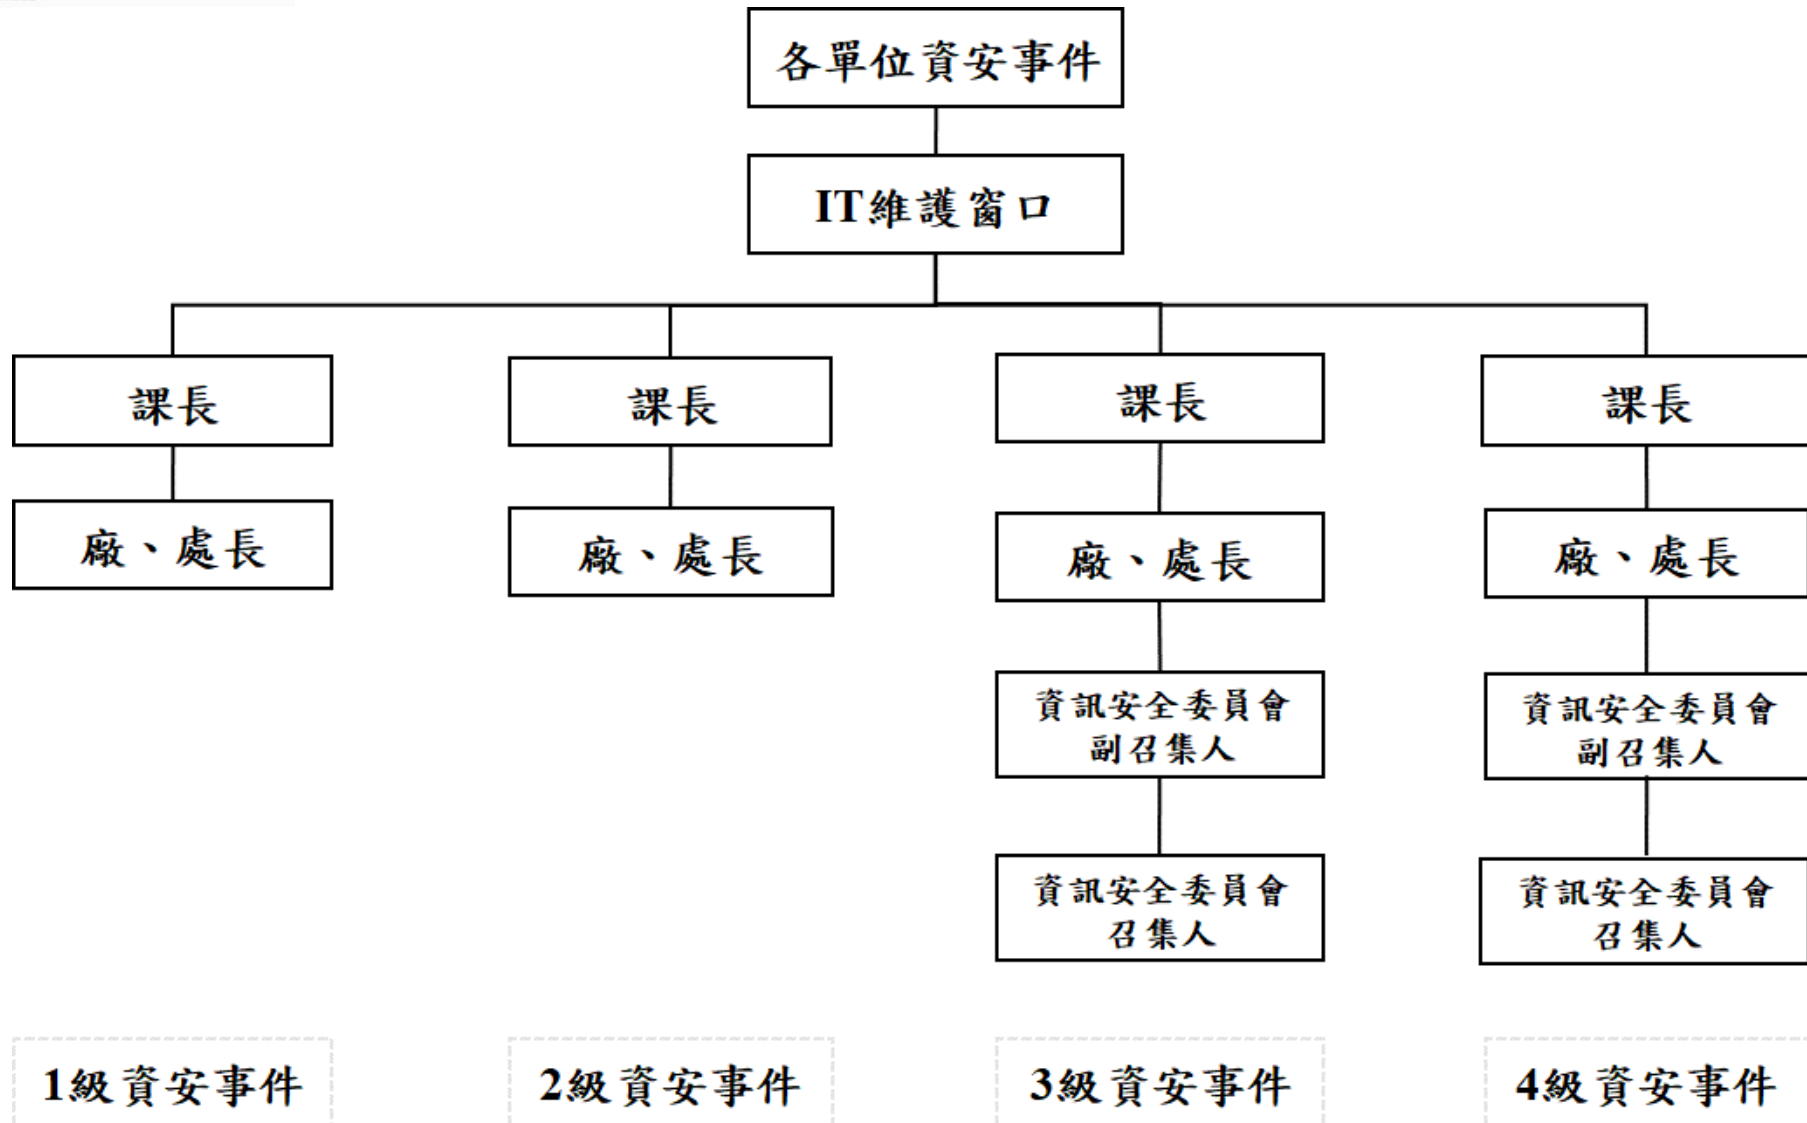 各單位資安事件
IT維護窗口
課長
課長
課長
課長
廠、處長
廠、處長
廠、處長
廠、處長
資訊安全委員會
副召集人
資訊安全委員會
副召集人
資訊安全委員會
召集人
資訊安全委員會
召集人
1級資安事件
2級資安事件
3級資安事件
4級資安事件